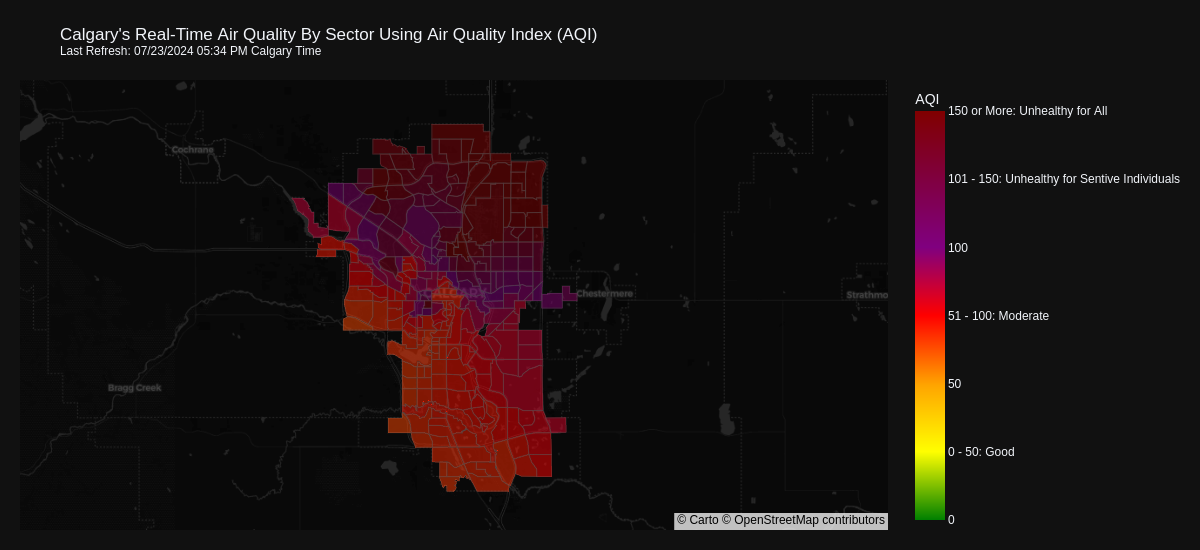 Calgary's Real-Time Air Quality By Sector Using Air Quality Index (AQI)
Last Refresh: 07/23/2024 05:34 PM Calgary Time
AQI
150 or More: Unhealthy for All
Cochrane
101 - 150: Unhealthy for Sentive Individuals
100
CALGARY
Chestermere
Strathmo
51 - 100: Moderate
50
Bragg Creek
0 - 50: Good
0
© Carto © OpenStreetMap contributors